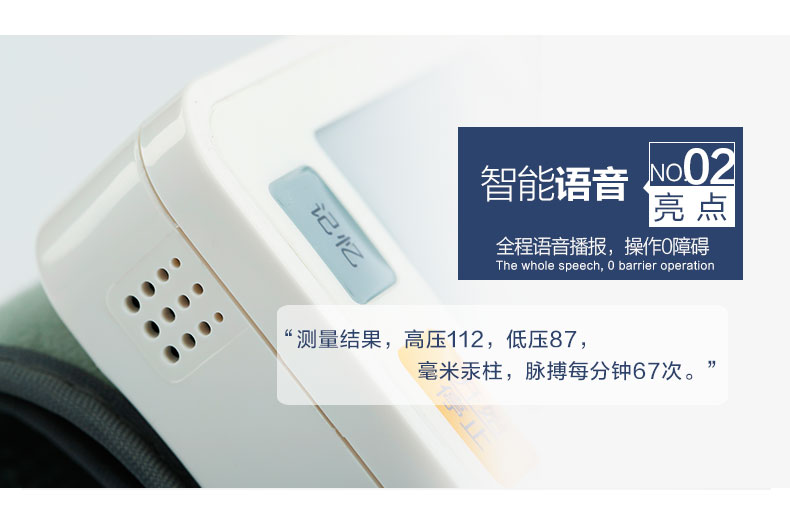 智能语音
NO02
亮点
全程语音播报，操作0障碍
The whole speech, 0 barrier operation
记忆
“测量结果，高压112，低压87，
毫米汞柱，脉搏每分钟67次。”
停止